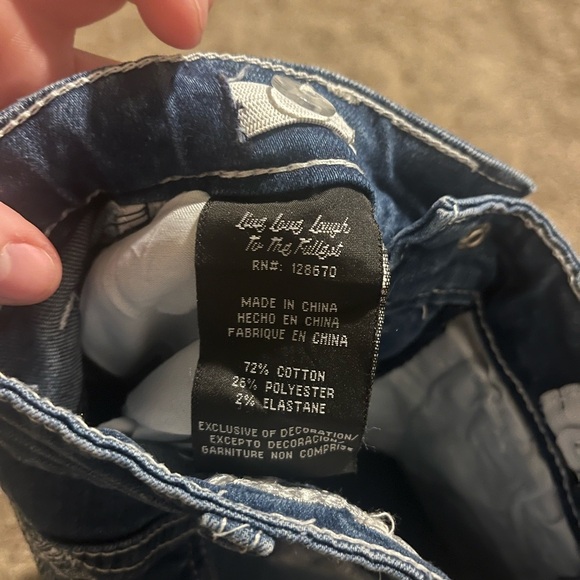 Live Love Laugh
To The Fullest
RN#: 128670
MADE IN CHINA
HECHO EN CHINA
FABRIQUE EN CHINA
72% COTTON
26% POLYESTER
2% ELASTANE
EXCLUSIVE OF DECORATION/
EXCEPTO DECORACION/
GARNITURE NON COMPRISE